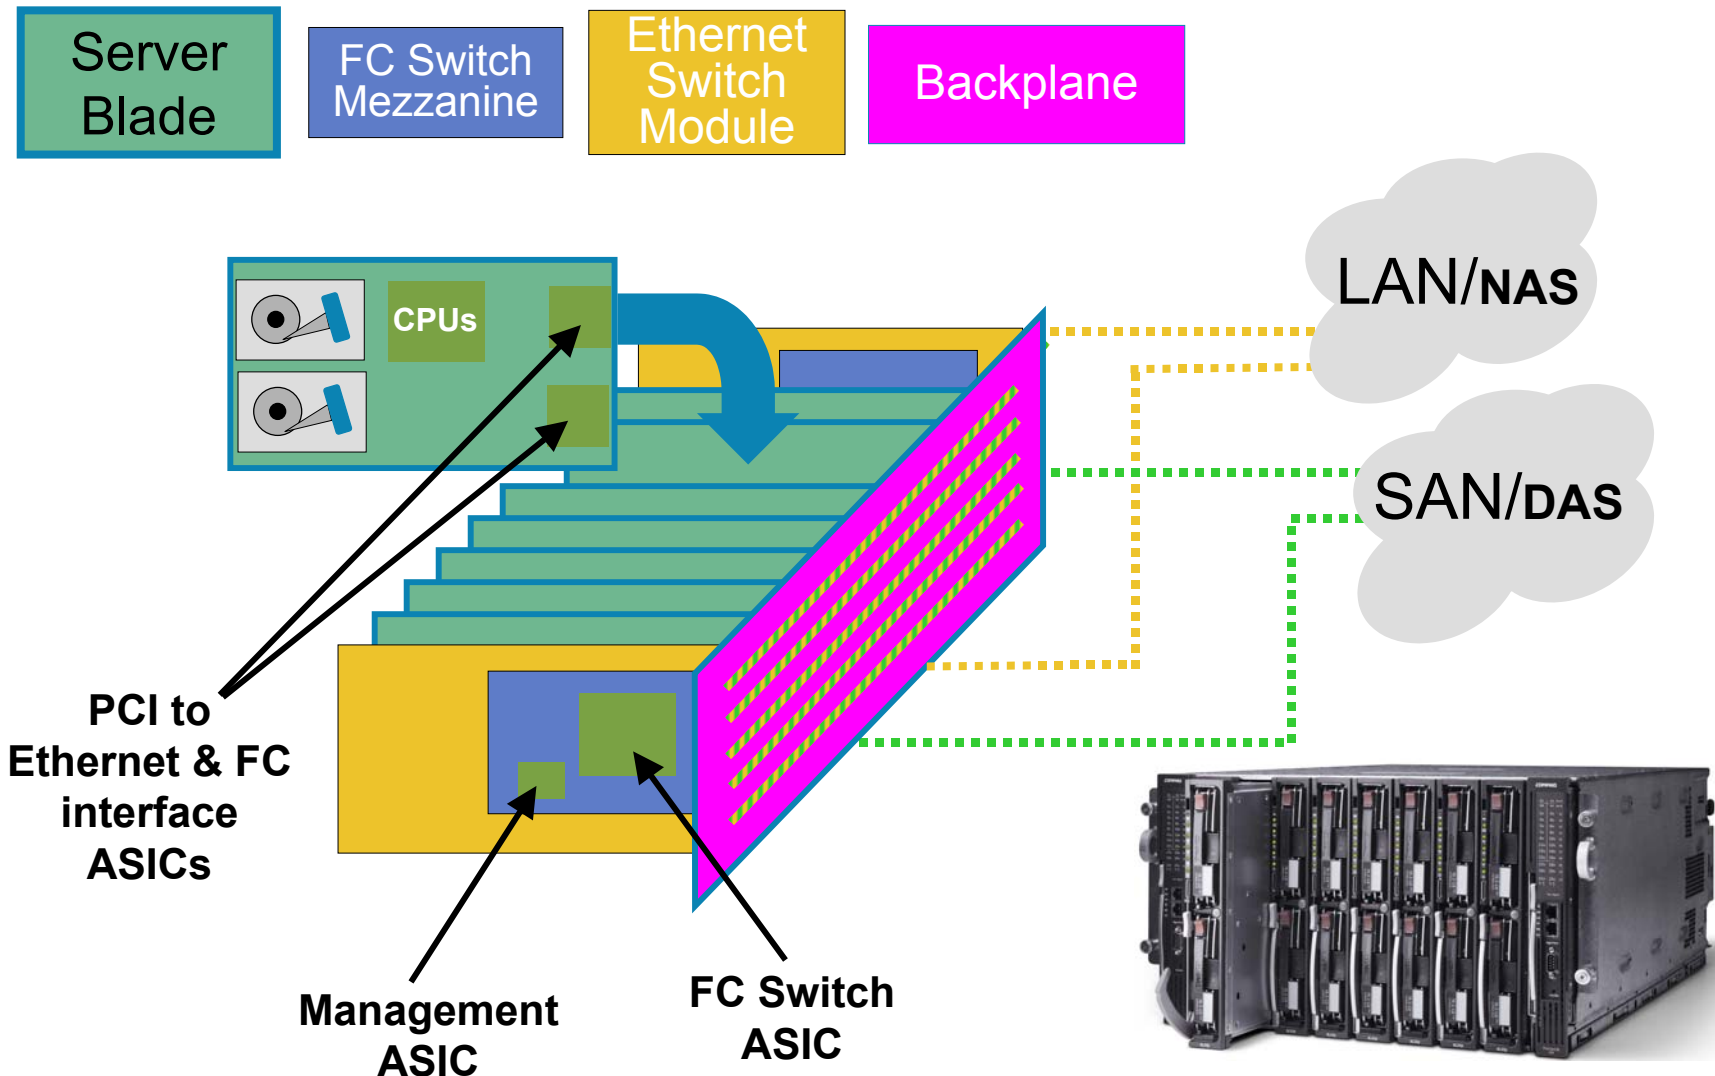 Server
Blade
FC Switch
Mezzanine
Ethernet
Switch
Module
Backplane
LAN/NAS
CPUs
SAN/DAS
PCI to
Ethernet & FC
interface
ASICs
Management
ASIC
FC Switch
ASIC